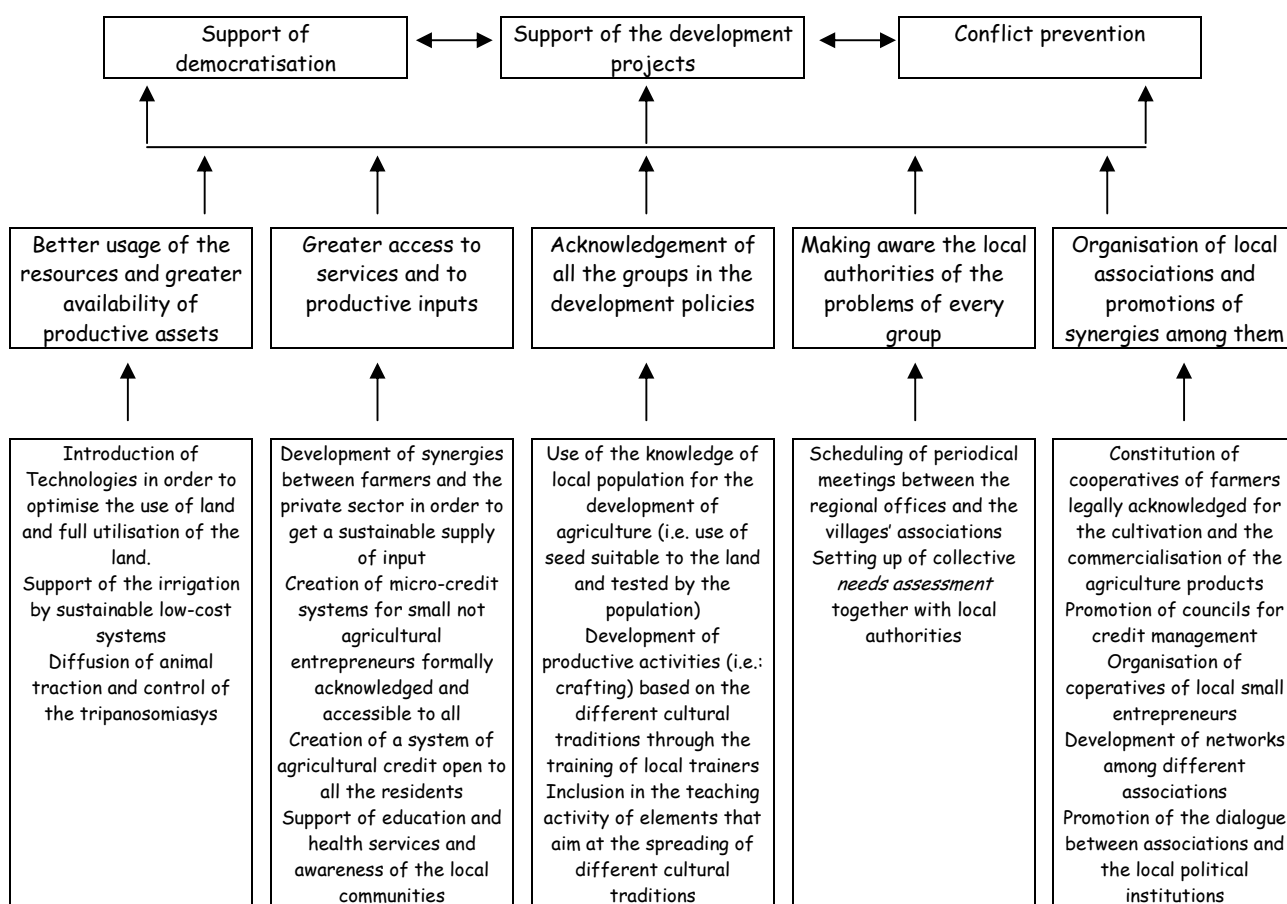 Support of
democratisation
Support of the development
projects
Conflict prevention
Better usage of the
resources and greater
availability of
productive assets
Greater access to
services and to
productive inputs
Acknowledgement of
all the groups in the
development policies
Making aware the local
authorities of the
problems of every
group
Organisation of local
associations and
promotions of
synergies among them
Introduction of
Technologies in order to
optimise the use of land
and full utilisation of the
land.
Support of the irrigation
by sustainable low-cost
systems
Diffusion of animal
traction and control of
the tripanosomiasys
Development of synergies
between farmers and the
private sector in order to
get a sustainable supply
of input
Creation of micro-credit
systems for small not
agricultural
entrepreneurs formally
acknowledged and
accessible to all
Creation of a system of
agricultural credit open to
all the residents
Support of education and
health services and
awareness of the local
communities
Use of the knowledge of
local population for the
development of
agriculture (i.e. use of
seed suitable to the land
and tested by the
population)
Development of
productive activities (i.e.:
crafting) based on the
different cultural
traditions through the
training of local trainers
Inclusion in the teaching
activity of elements that
aim at the spreading of
different cultural
traditions
Scheduling of periodical
meetings between the
regional offices and the
villages’ associations
Setting up of collective
needs assessment
together with local
authorities
Constitution of
cooperatives of farmers
legally acknowledged for
the cultivation and the
commercialisation of the
agriculture products
Promotion of councils for
credit management
Organisation of
coperatives of local small
entrepreneurs
Development of networks
among different
associations
Promotion of the dialogue
between associations and
the local political
institutions